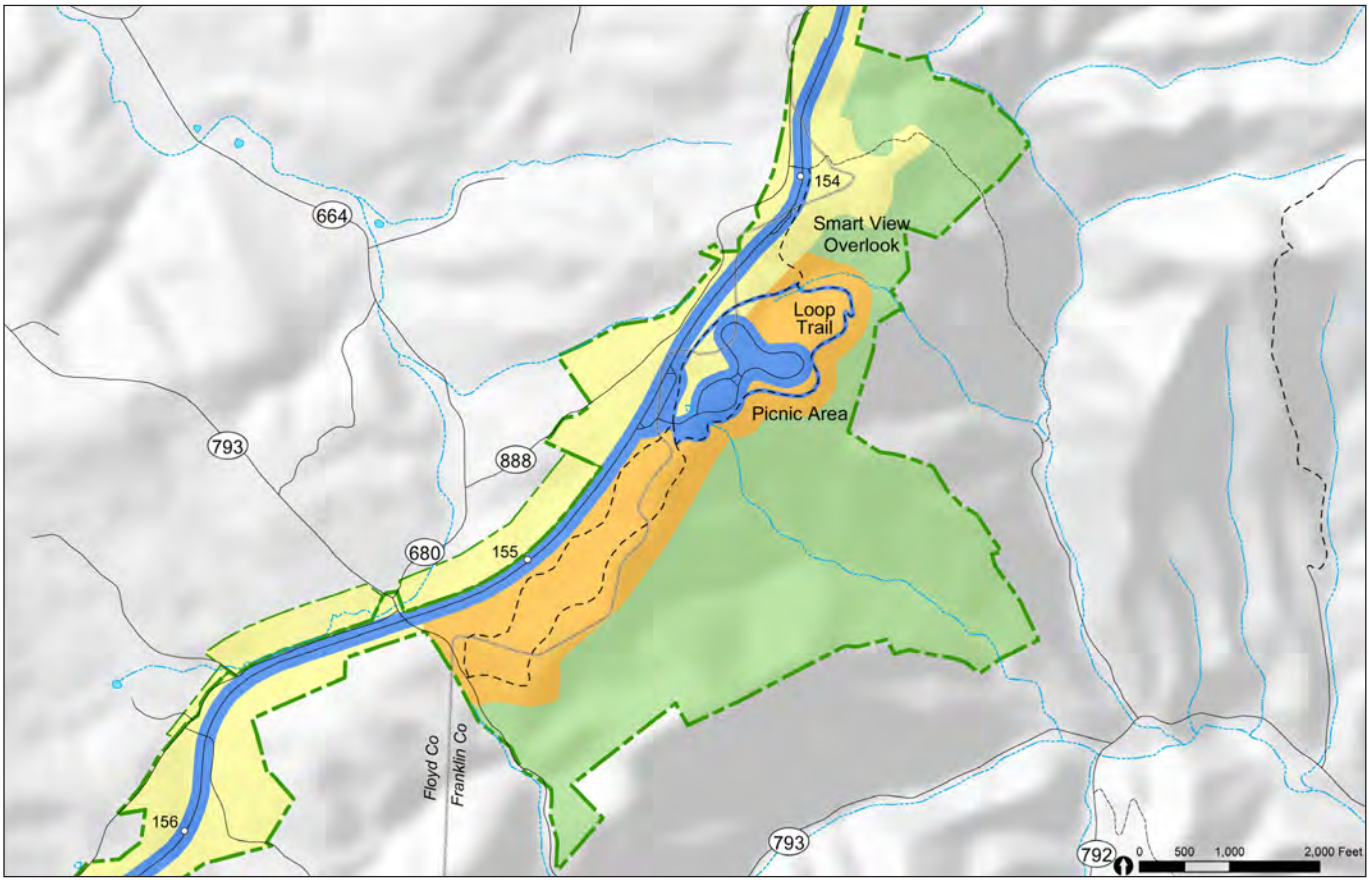 154
664
Smart View
Overlook
Loop
Trail
Picnic Area
793
888
680
155
Floyd Co
Franklin Co
156
793
792
0 500 1,000 2,000 Feet